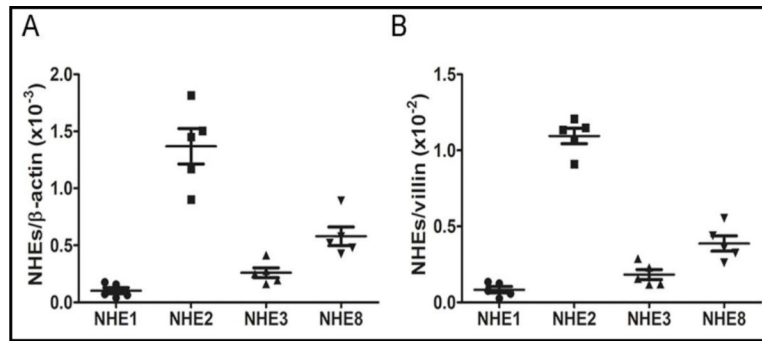 A
NHEs/β-actin (x10⁻³)
2.0
1.5
1.0
0.5
0.0
NHE1 NHE2 NHE3 NHE8
B
NHEs/villin (x10⁻²)
1.5
1.0
0.5
0.0
NHE1 NHE2 NHE3 NHE8